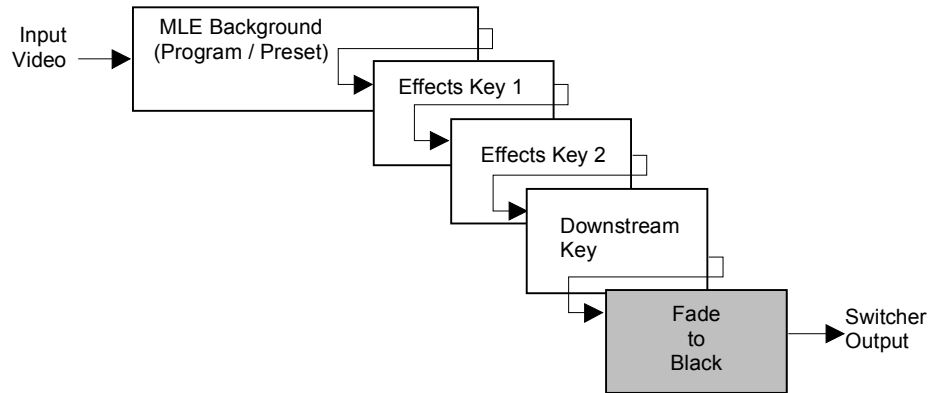 Input
Video
MLE Background
(Program / Preset)
Effects Key 1
Effects Key 2
Downstream
Key
Fade
to
Black
Switcher
Output